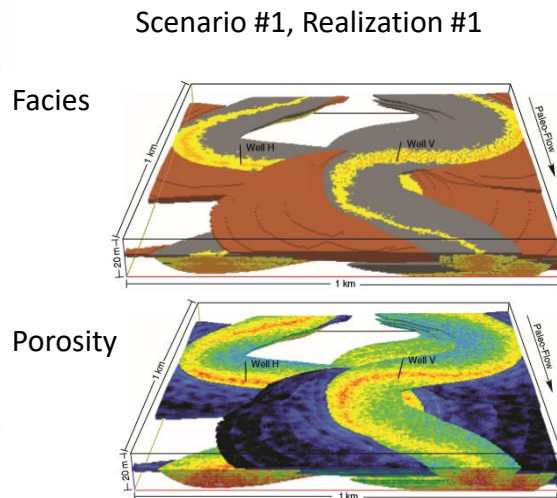 Scenario #1, Realization #1
Facies
1 km
Well H
Well V
Paleo-Flow
20 m
1 km
Porosity
1 km
Well H
Well V
Paleo-Flow
20 m
1 km